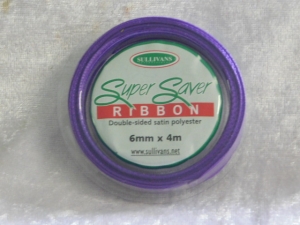 SULLIVANS
Super Saver
RIBBON
Double-sided satin polyester
6mm x 4m
www.sullivans.net